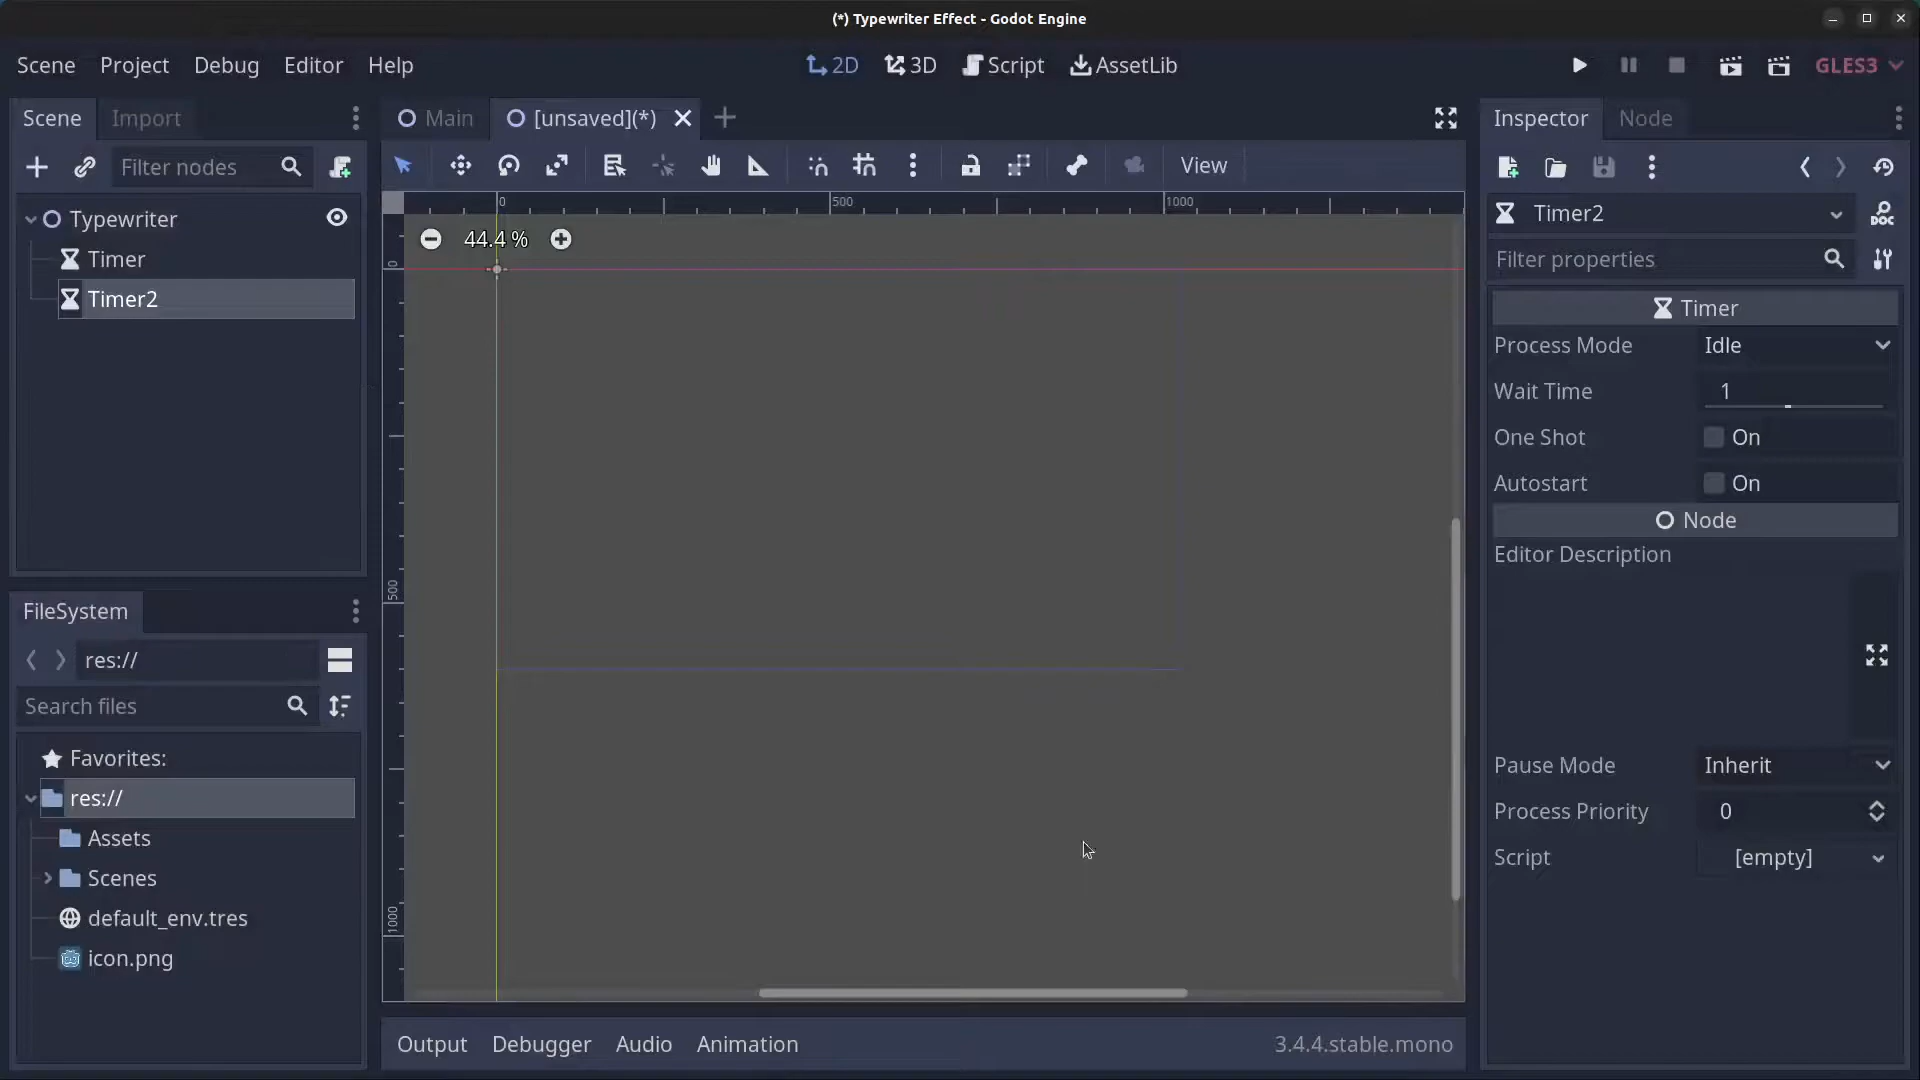 (*) Typewriter Effect - Godot Engine
Scene Project Debug Editor Help
2D 3D Script AssetLib
GLES3
Scene Import
Main [unsaved](*)
Inspector Node
Filter nodes
View
Typewriter
Timer
Timer2
0 500 1000
44.4 %
0
500
1000
Timer2
Filter properties
Timer
Process Mode Idle
Wait Time 1
One Shot On
Autostart On
Node
Editor Description
Pause Mode Inherit
Process Priority 0
Script [empty]
FileSystem
res://
Search files
Favorites:
res://
Assets
Scenes
default_env.tres
icon.png
Output Debugger Audio Animation
3.4.4.stable.mono
DOC